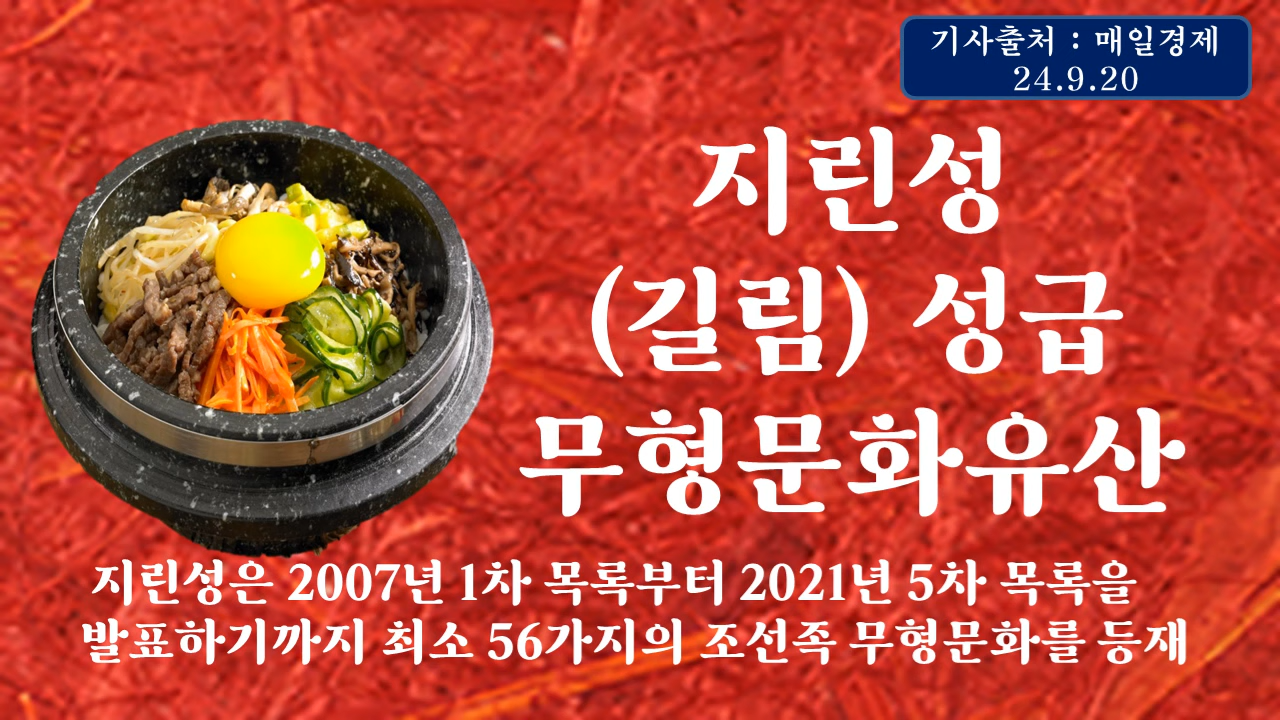 기사출처 : 매일경제
24.9.20
지린성
(길림) 성급
무형문화유산
지린성은 2007년 1차 목록부터 2021년 5차 목록을
발표하기까지 최소 56가지의 조선족 무형문화를 등재